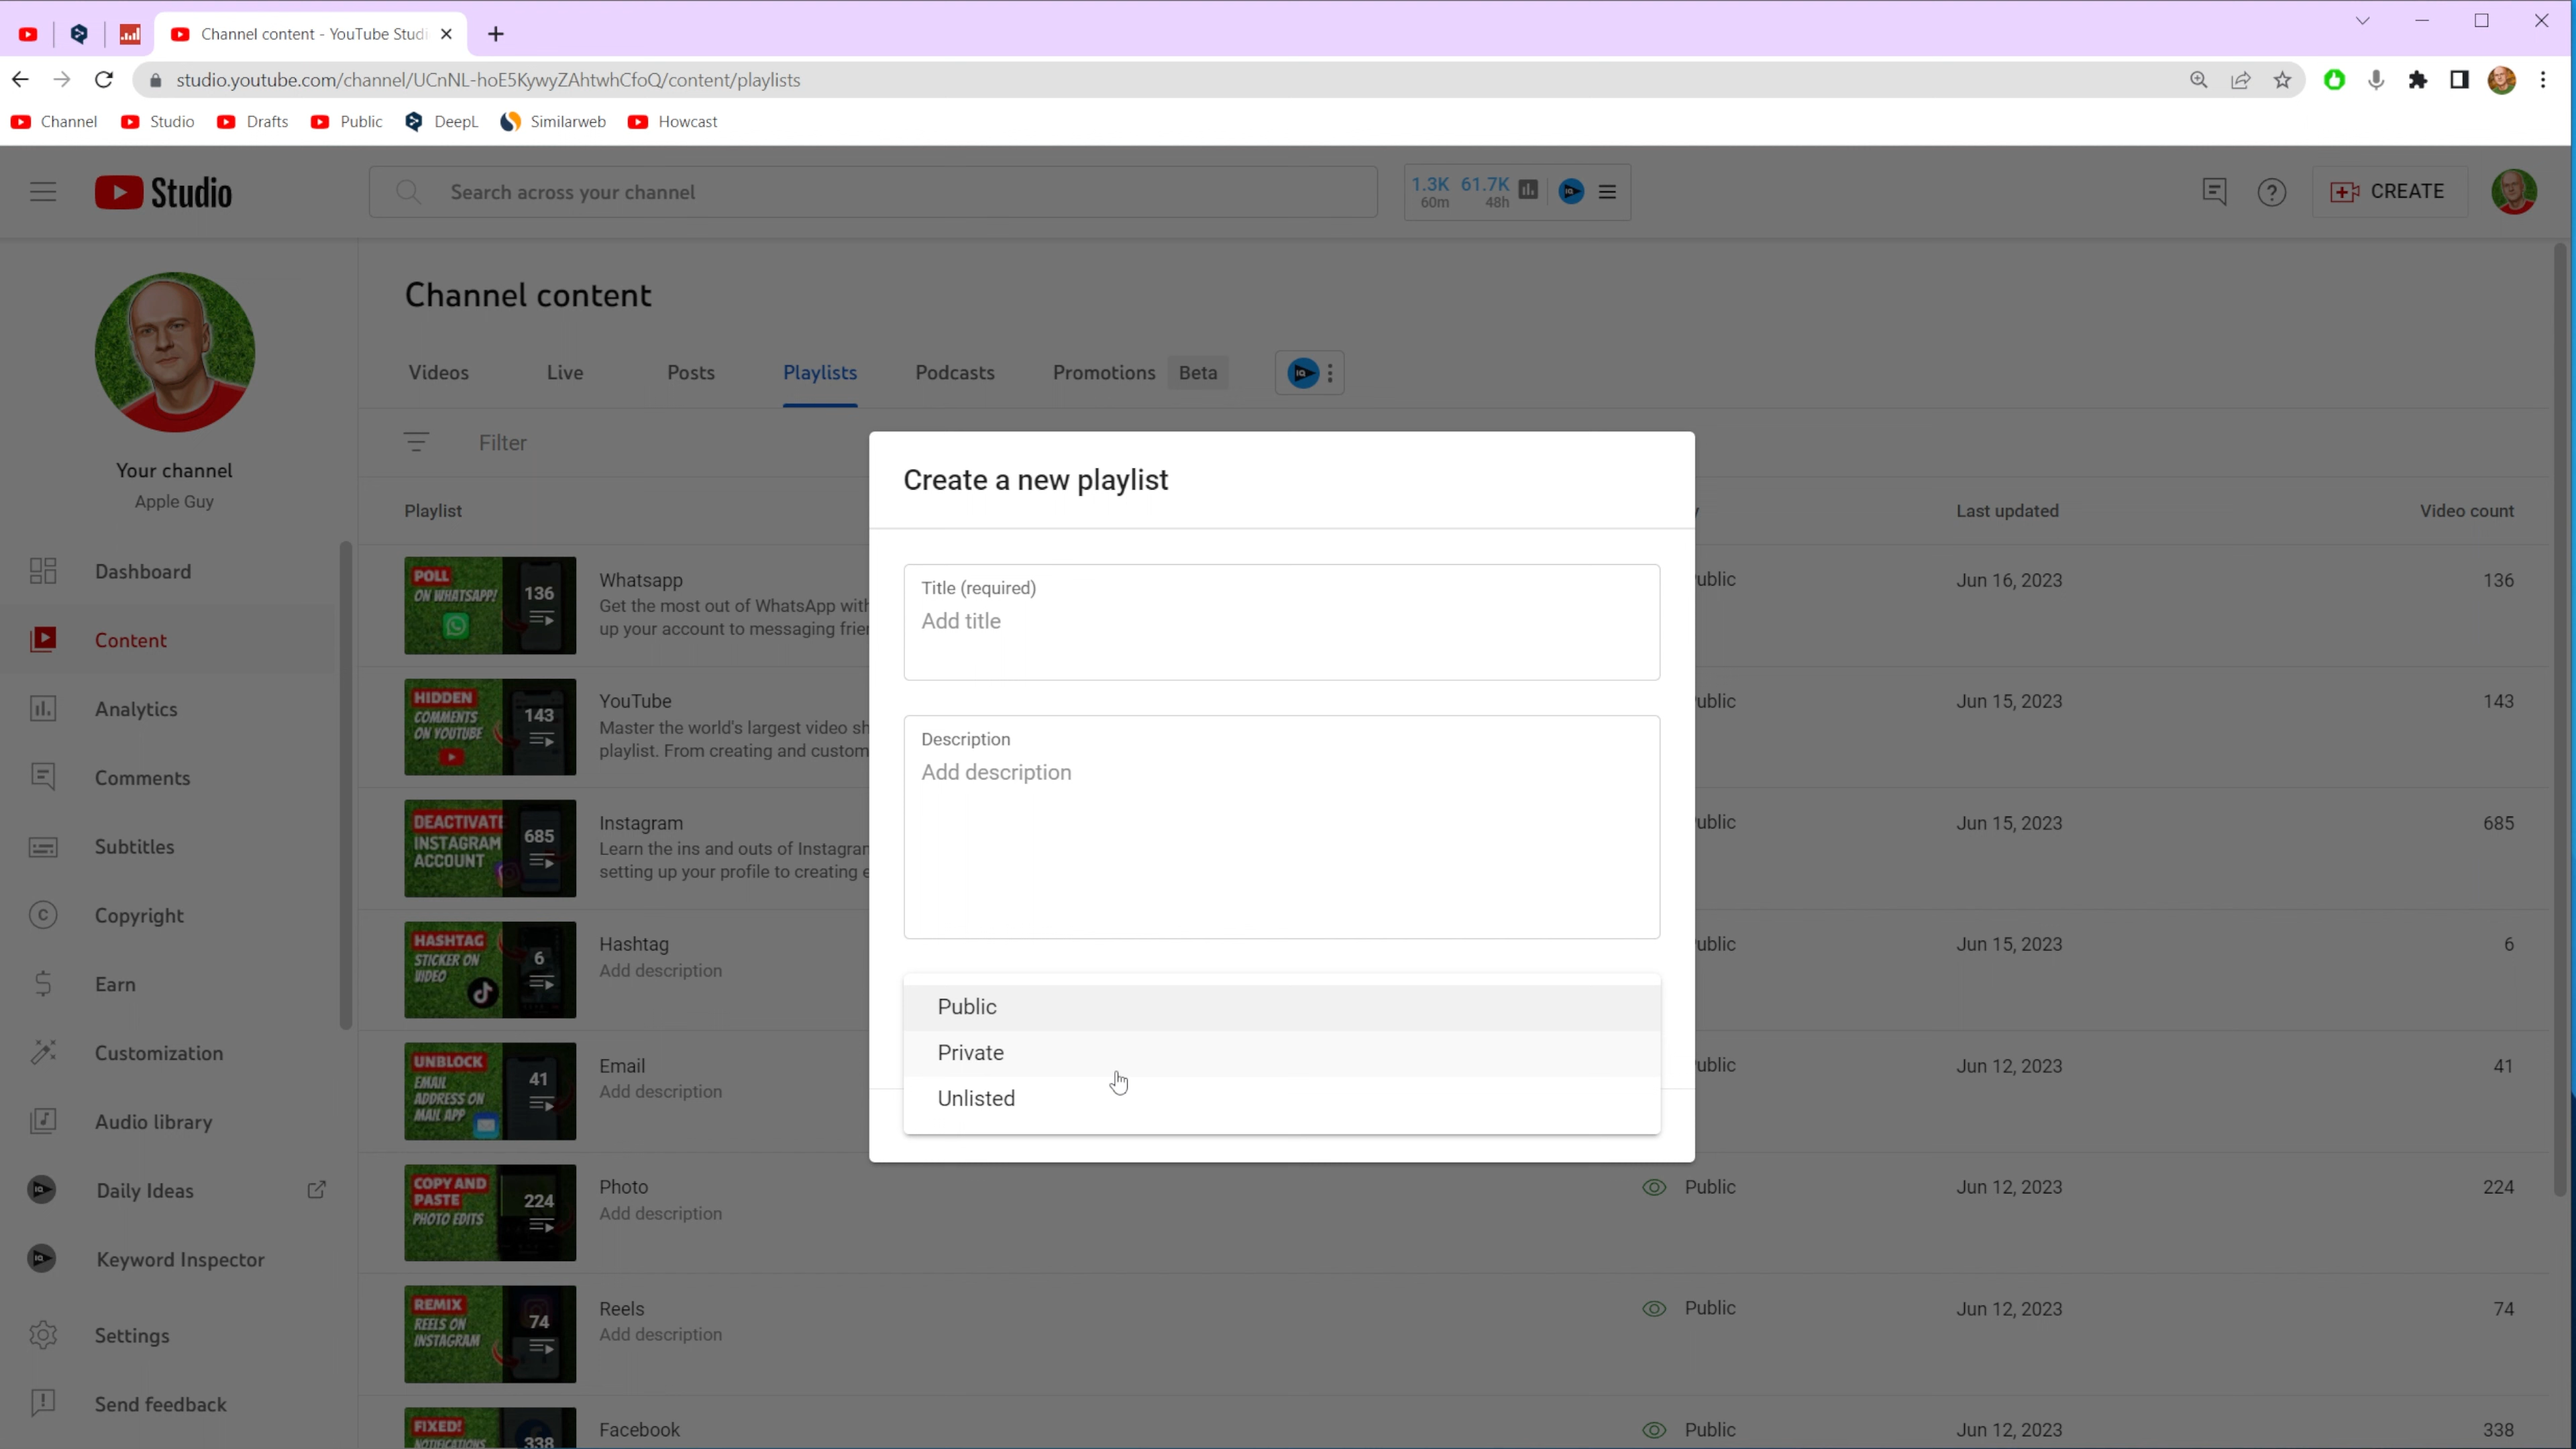 Channel content - YouTube Studi
studio.youtube.com/channel/UCnNL-hoE5KywyZAhtwhCfoQ/content/playlists
Channel Studio Drafts Public DeepL Similarweb Howcast
Studio
Search across your channel
1.3K 61.7K
60m 48h
CREATE
Channel content
Videos Live Posts Playlists Podcasts Promotions Beta
Filter
Your channel
Apple Guy
Dashboard
Content
Analytics
Comments
Subtitles
Copyright
Earn
Customization
Audio library
Daily Ideas
Keyword Inspector
Settings
Send feedback
Playlist Last updated Video count
POLL
ON WHATSAPP!
136
Whatsapp
Get the most out of WhatsApp with
up your account to messaging frie
ublic Jun 16, 2023 136
HIDDEN
COMMENTS
ON YOUTUBE
143
YouTube
Master the world's largest video sh
playlist. From creating and custom
ublic Jun 15, 2023 143
DEACTIVATE
INSTAGRAM
ACCOUNT
685
Instagram
Learn the ins and outs of Instagra
setting up your profile to creating e
ublic Jun 15, 2023 685
HASHTAG
STICKER ON
VIDEO
6
Hashtag
Add description
ublic Jun 15, 2023 6
UNBLOCK
EMAIL
ADDRESS ON
MAIL APP
41
Email
Add description
ublic Jun 12, 2023 41
COPY AND
PASTE
PHOTO EDITS
224
Photo
Add description
Public Jun 12, 2023 224
REMIX
REELS ON
INSTAGRAM
74
Reels
Add description
Public Jun 12, 2023 74
FIXED!
NOTIFICATIONS
338
Facebook
Public Jun 12, 2023 338
Create a new playlist
Title (required)
Add title
Description
Add description
Public
Private
Unlisted